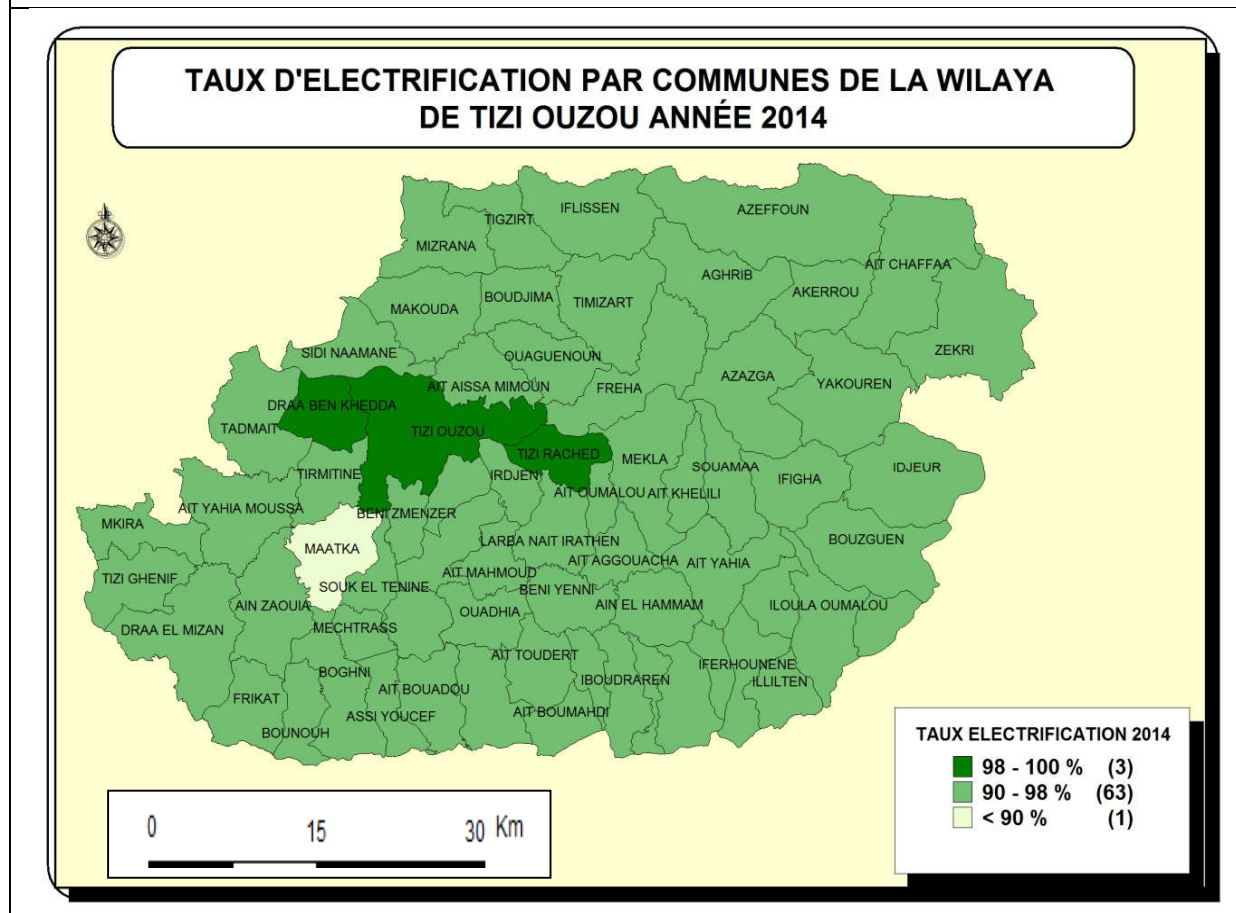 TAUX D'ELECTRIFICATION PAR COMMUNES DE LA WILAYA
DE TIZI OUZOU ANNÉE 2014
IFLISSEN
AZEFFOUN
TIGZIRT
MIZRANA
AIT CHAFFAA
AGHRIB
AKERROU
BOUDJIMA
TIMIZART
MAKOUDA
ZEKRI
SIDI NAAMANE
OUAGUENOUN
AZAZGA
YAKOUREN
AIT AISSA MIMOUN
FREHA
DRAA BEN KHEDDA
TADMAIT
TIZI OUZOU
TIZI RACHED
MEKLA
SOUAMAA
IDJEUR
IFIGHA
TIRMITINE
IRDJEN
AIT OUMALOU
AIT KHELILI
AIT YAHIA MOUSSA
BENI ZMENZER
MKIRA
BOUZGUEN
LARBA NAIT IRATHEN
MAATKA
AIT AGGOUACHA
AIT YAHIA
TIZI GHENIF
AIT MAHMOUD
SOUK EL TENINE
BENI YENNI
AIN ZAOUIA
OUADHIA
AIN EL HAMMAM
ILOULA OUMALOU
DRAA EL MIZAN
MECHTRASS
AIT TOUDERT
IFERHOUNENE
BOGHNI
IBOUDRAREN
ILLILTEN
AIT BOUADOU
FRIKAT
AIT BOUMAHDI
ASSI YOUCEF
BOUNOUH
TAUX ELECTRIFICATION 2014
98 - 100 % (3)
90 - 98 % (63)
< 90 % (1)
0 15 30 Km